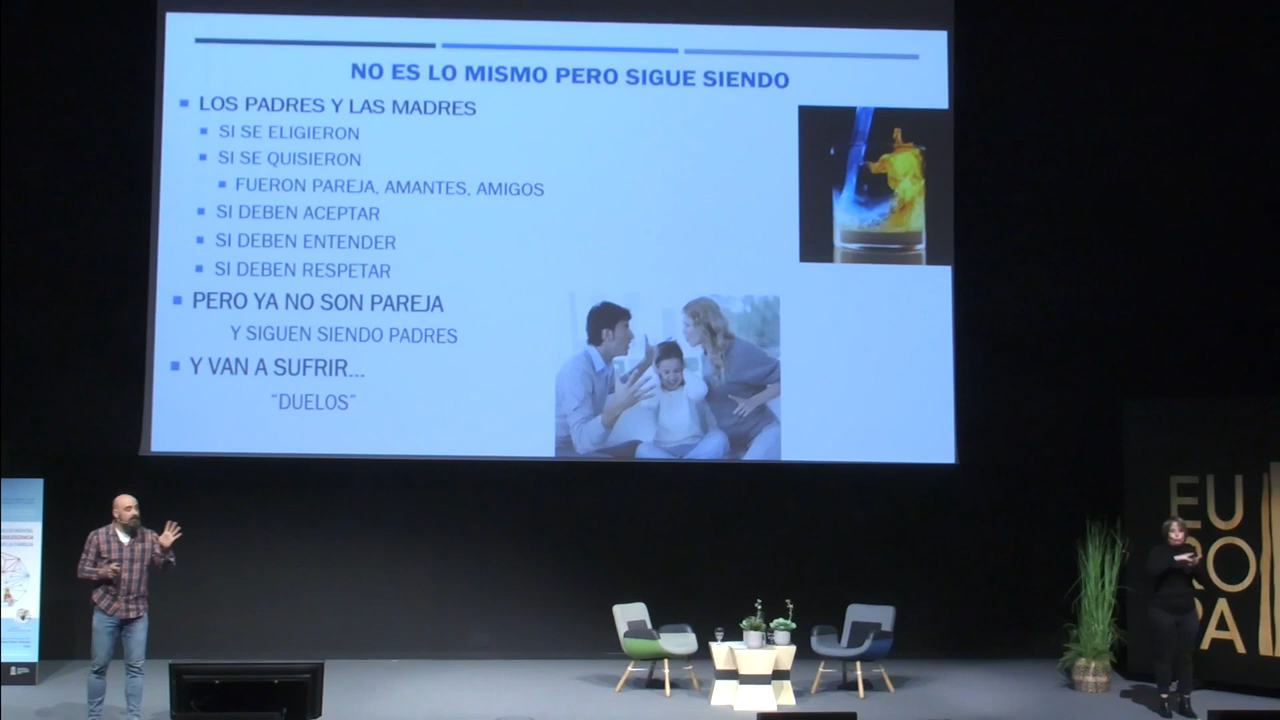 NO ES LO MISMO PERO SIGUE SIENDO
LOS PADRES Y LAS MADRES
SI SE ELIGIERON
SI SE QUISIERON
FUERON PAREJA, AMANTES, AMIGOS
SI DEBEN ACEPTAR
SI DEBEN ENTENDER
SI DEBEN RESPETAR
PERO YA NO SON PAREJA
Y SIGUEN SIENDO PADRES
Y VAN A SUFRIR...
“DUELOS”
EU
RO
PA